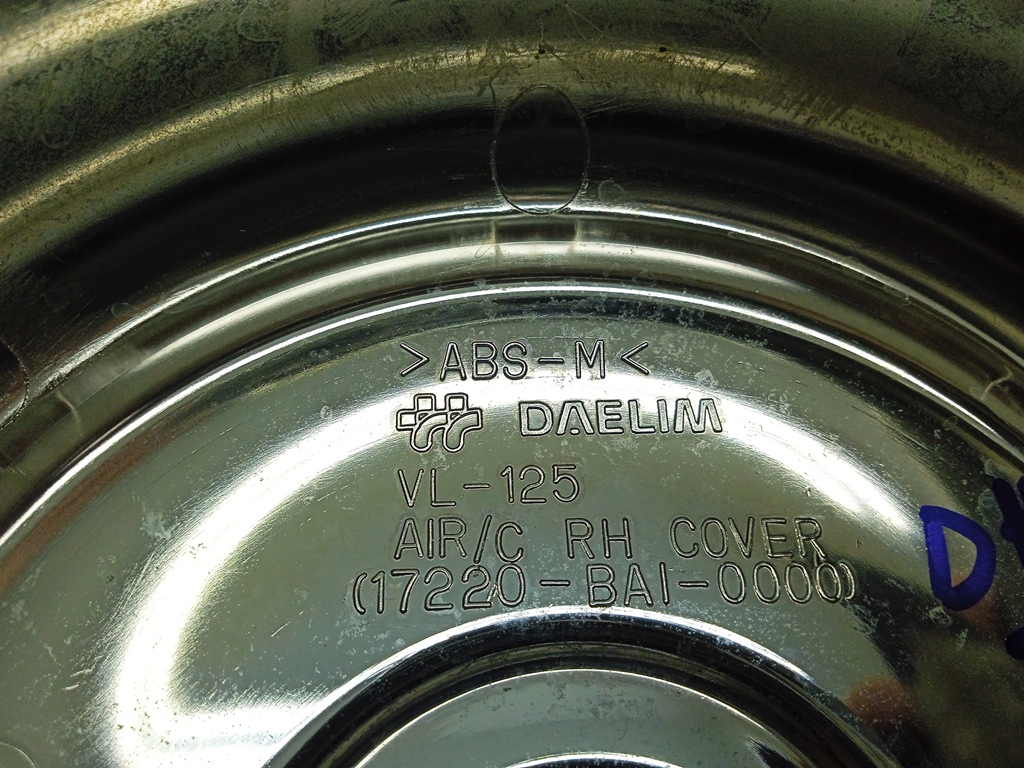 >ABS-M<
DAELIM
VL-125
AIR/C RH COVER
(17220-BA1-0000)
D